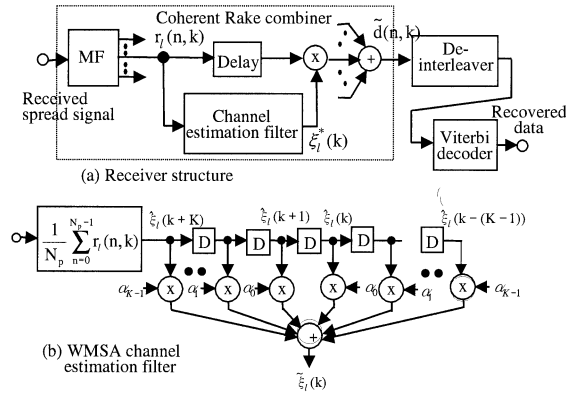 Coherent Rake combiner
MF
r_l(n,k)
Delay
x
+
d̃(n,k)
De-
interleaver
Received
spread signal
Channel
estimation filter
ξ̃_l^*(k)
Recovered
data
Viterbi
decoder
(a) Receiver structure
1/N_p ∑_{n=0}^{N_p-1} r_l(n,k)
ξ̂_l(k+K) ξ̂_l(k+1) ξ̂_l(k) ξ̂_l(k-(K-1))
D D D D D
α_{K-1} x α_1 x α_0 x x α_0 x α_1 x α_{K-1}
+
(b) WMSA channel
estimation filter
ξ̃_l(k)